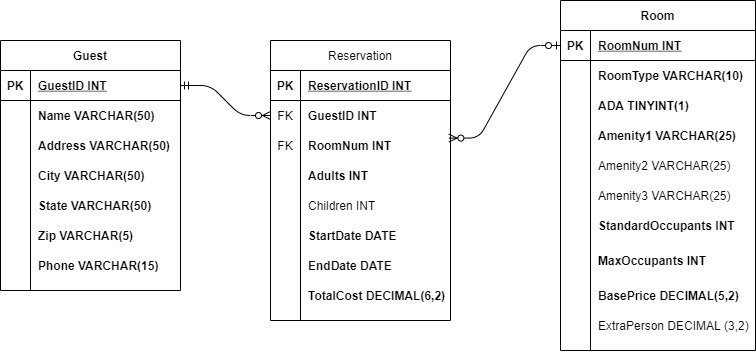 Guest
PK GuestID INT
Name VARCHAR(50)
Address VARCHAR(50)
City VARCHAR(50)
State VARCHAR(50)
Zip VARCHAR(5)
Phone VARCHAR(15)
Reservation
PK ReservationID INT
FK GuestID INT
FK RoomNum INT
Adults INT
Children INT
StartDate DATE
EndDate DATE
TotalCost DECIMAL(6,2)
Room
PK RoomNum INT
RoomType VARCHAR(10)
ADA TINYINT(1)
Amenity1 VARCHAR(25)
Amenity2 VARCHAR(25)
Amenity3 VARCHAR(25)
StandardOccupants INT
MaxOccupants INT
BasePrice DECIMAL(5,2)
ExtraPerson DECIMAL (3,2)